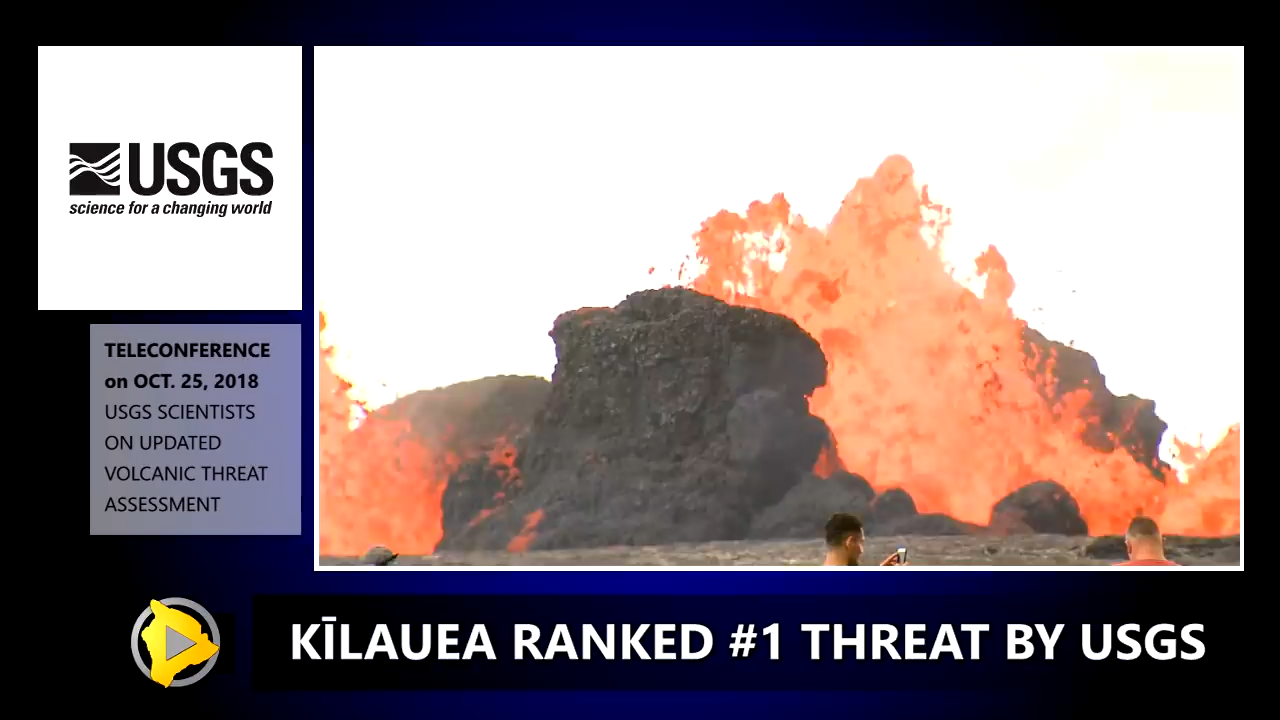 USGS
science for a changing world
TELECONFERENCE
on OCT. 25, 2018
USGS SCIENTISTS
ON UPDATED
VOLCANIC THREAT
ASSESSMENT
KĪLAUEA RANKED #1 THREAT BY USGS